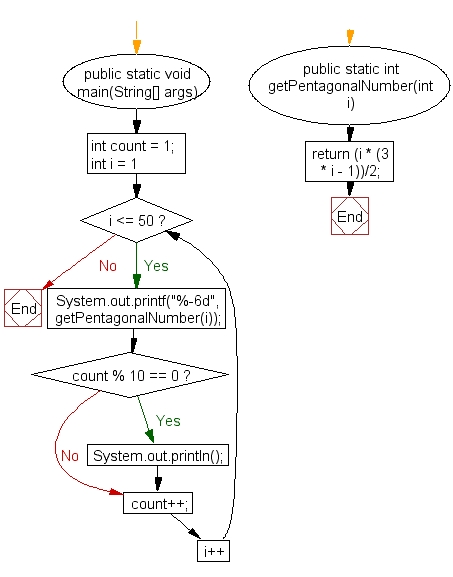 public static void
main(String[] args)
int count = 1;
int i = 1
i <= 50 ?
No
Yes
End
System.out.printf("%-6d",
getPentagonalNumber(i));
count % 10 == 0 ?
Yes
No
System.out.println();
count++;
i++
public static int
getPentagonalNumber(int
i)
return (i * (3
* i - 1))/2;
End